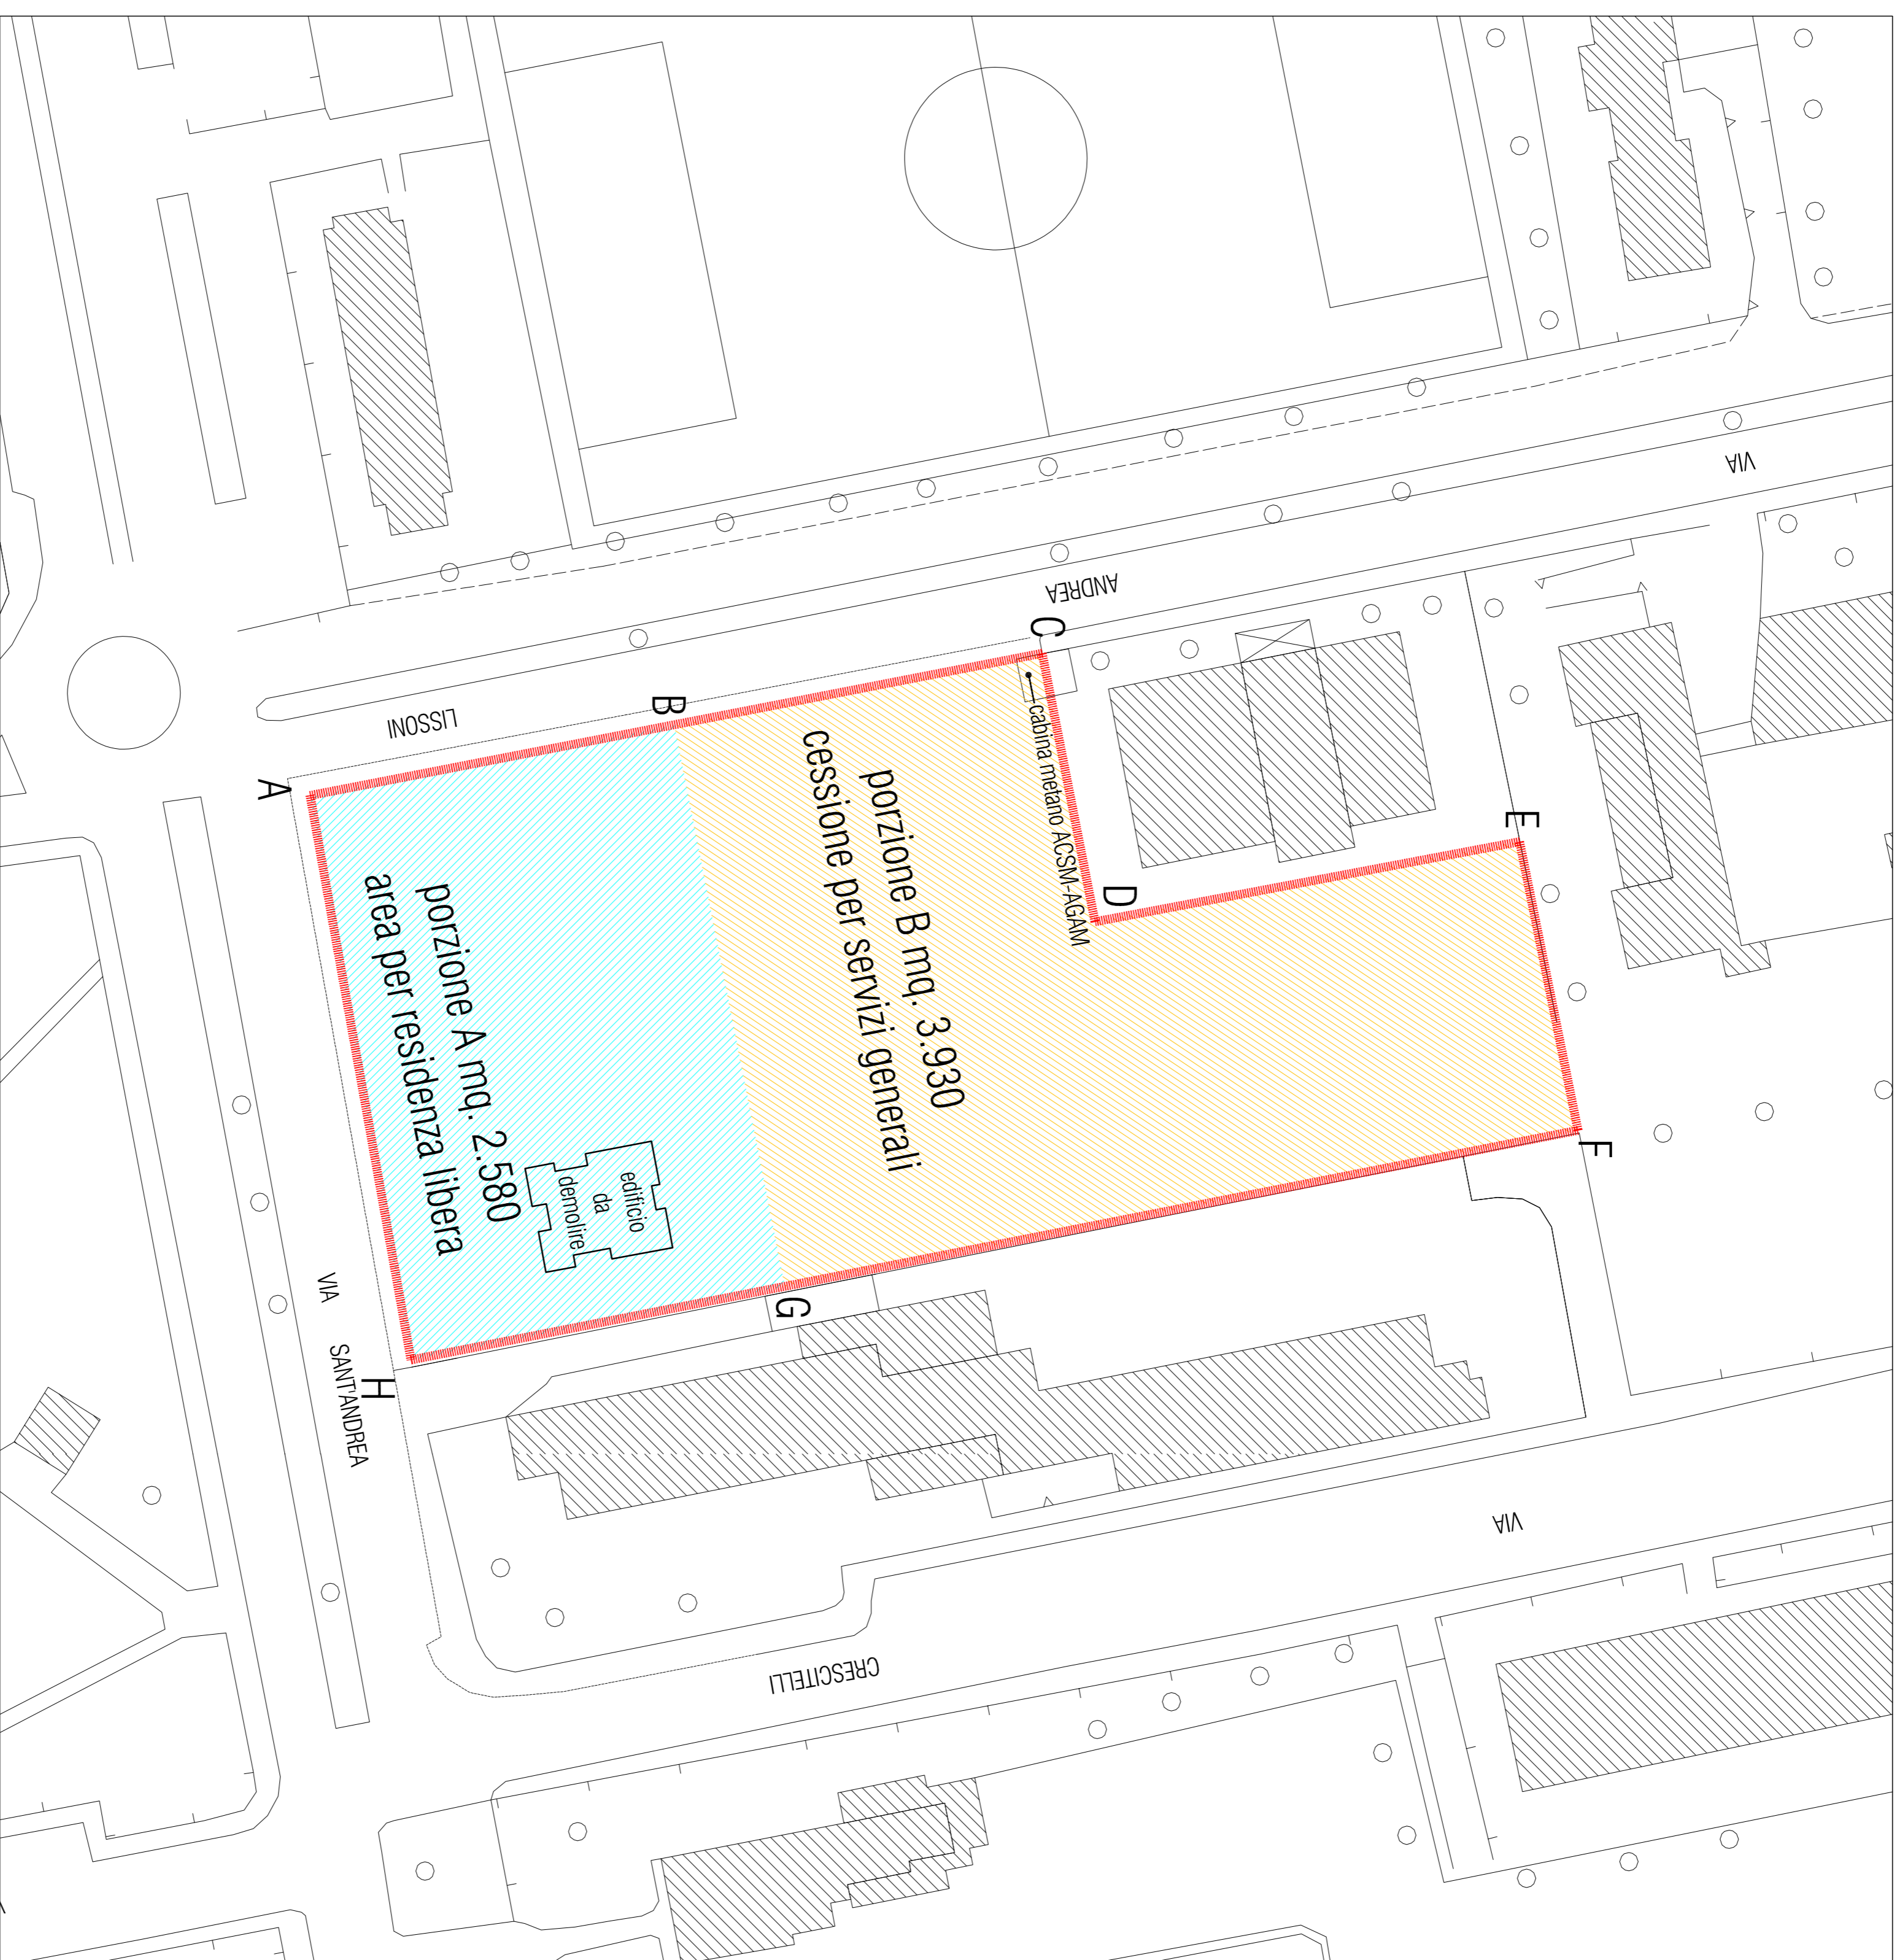 VIA
ANDREA
LISSONI
C
B
A
cabina metano ACSM-AGAM
E
D
F
porzione B mq. 3.930
cessione per servizi generali
porzione A mq. 2.580
area per residenza libera
edificio
da
demolire
G
H
VIA
SANT'ANDREA
VIA
CRESCITELLI